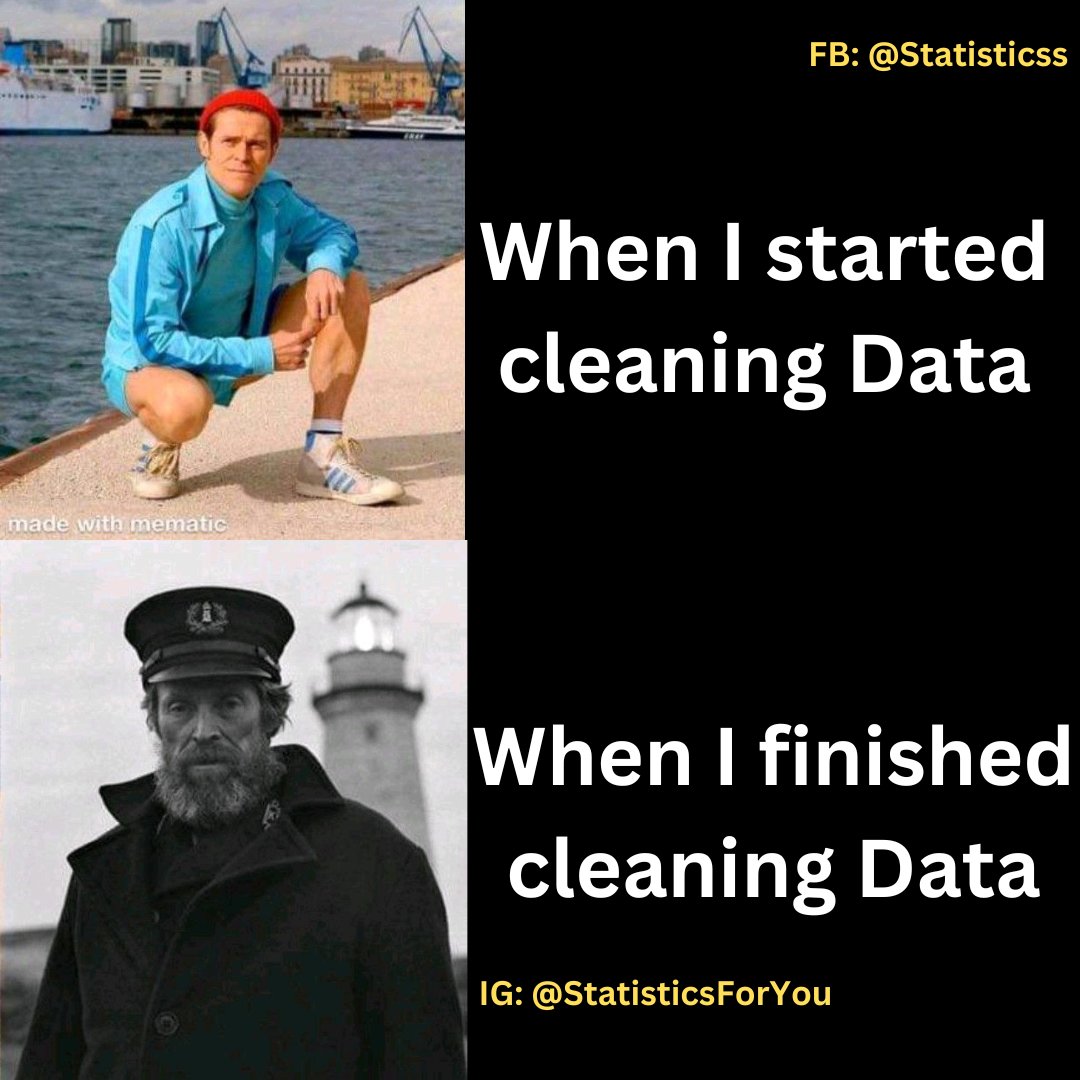 FB: @Statisticss
When I started
cleaning Data
made with mematic
When I finished
cleaning Data
IG: @StatisticsForYou